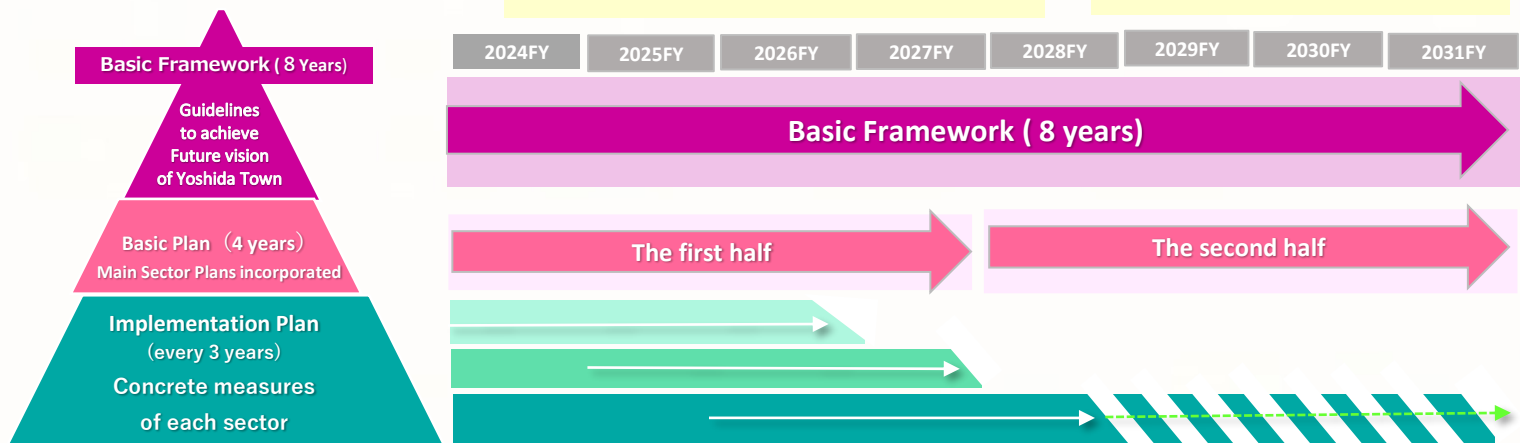 Basic Framework ( 8 Years)
Guidelines
to achieve
Future vision
of Yoshida Town
Basic Plan（4 years）
Main Sector Plans incorporated
Implementation Plan
（every 3 years）
Concrete measures
of each sector
2024FY
2025FY
2026FY
2027FY
2028FY
2029FY
2030FY
2031FY
Basic Framework ( 8 years)
The first half
The second half